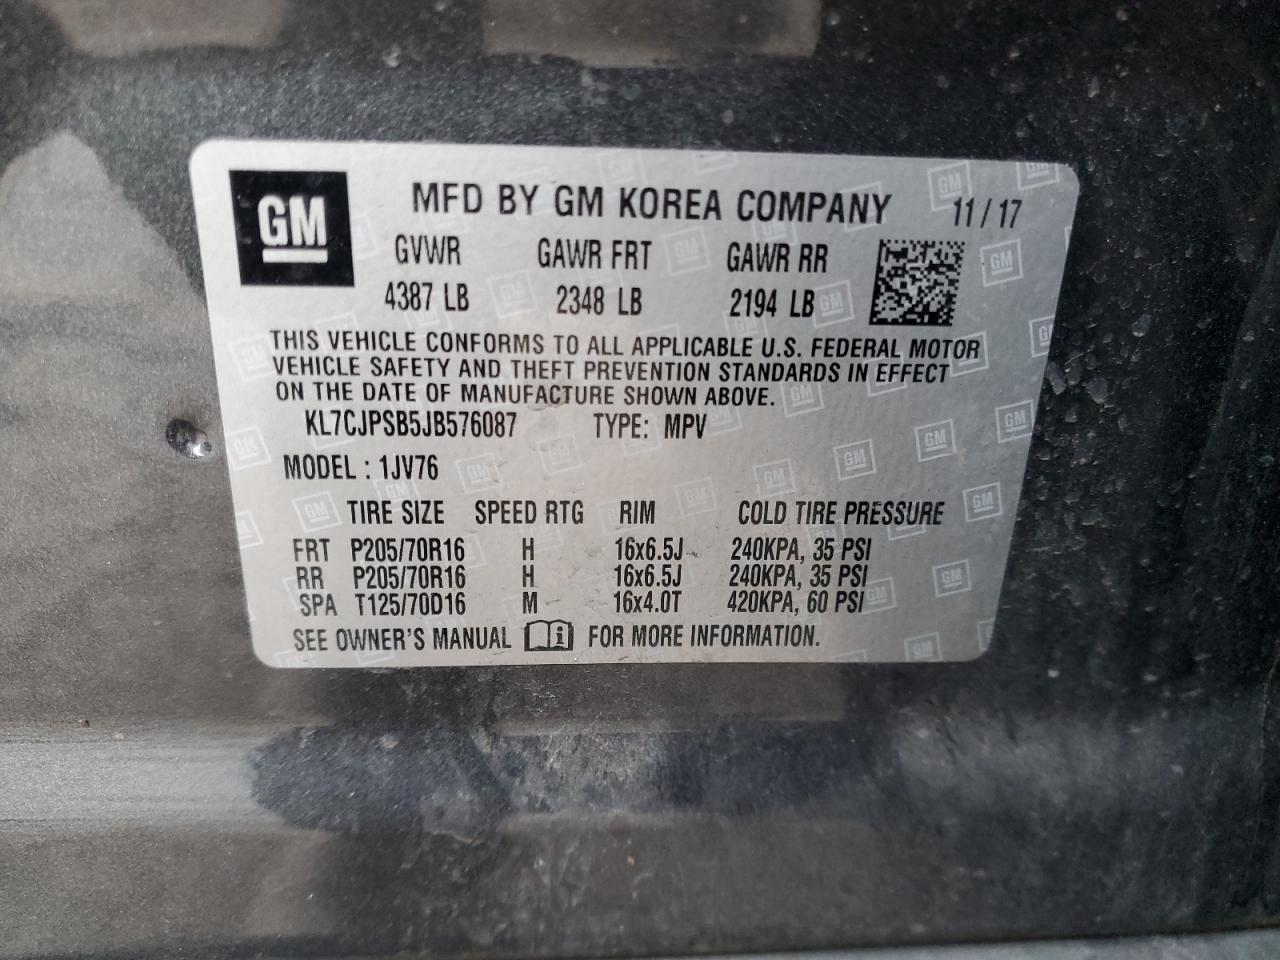 GM
MFD BY GM KOREA COMPANY 11 / 17
GVWR GAWR FRT GAWR RR
4387 LB 2348 LB 2194 LB
THIS VEHICLE CONFORMS TO ALL APPLICABLE U.S. FEDERAL MOTOR
VEHICLE SAFETY AND THEFT PREVENTION STANDARDS IN EFFECT
ON THE DATE OF MANUFACTURE SHOWN ABOVE.
KL7CJPSB5JB576087 TYPE: MPV
MODEL : 1JV76
TIRE SIZE SPEED RTG RIM COLD TIRE PRESSURE
FRT P205/70R16 H 16x6.5J 240KPA, 35 PSI
RR P205/70R16 H 16x6.5J 240KPA, 35 PSI
SPA T125/70D16 M 16x4.0T 420KPA, 60 PSI
SEE OWNER'S MANUAL i FOR MORE INFORMATION.